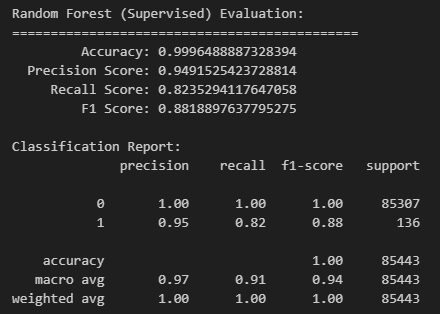 Random Forest (Supervised) Evaluation:
=============================================
Accuracy: 0.9996488887328394
Precision Score: 0.9491525423728814
Recall Score: 0.8235294117647058
F1 Score: 0.8818897637795275
Classification Report:
precision recall f1-score support
0 1.00 1.00 1.00 85307
1 0.95 0.82 0.88 136
accuracy 1.00 85443
macro avg 0.97 0.91 0.94 85443
weighted avg 1.00 1.00 1.00 85443